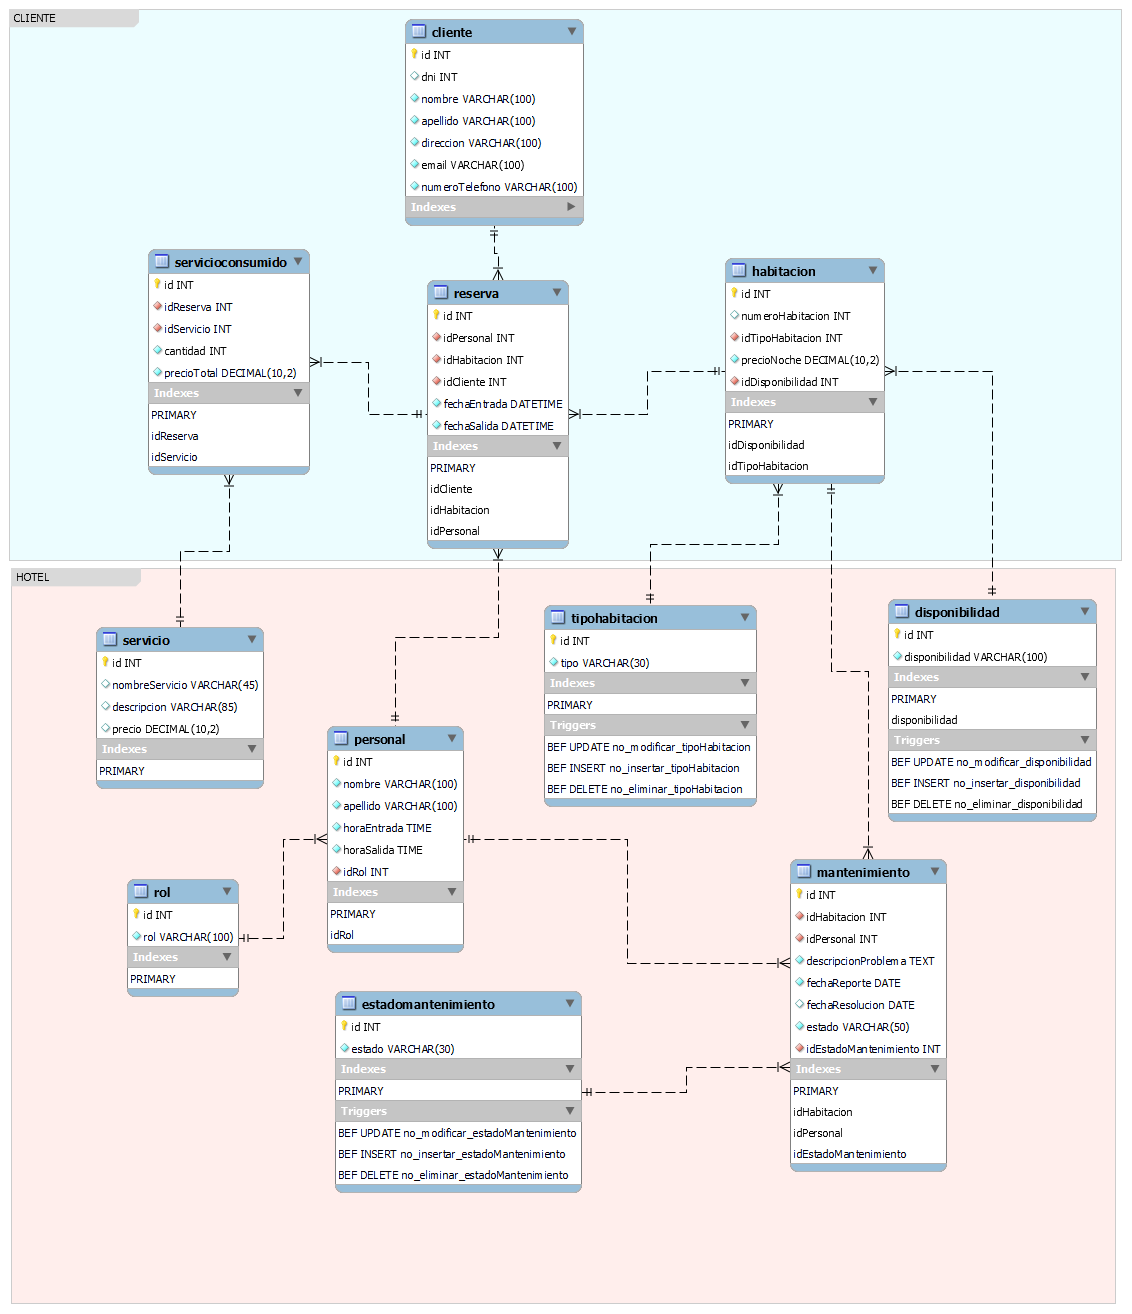 CLIENTE
cliente
id INT
dni INT
nombre VARCHAR(100)
apellido VARCHAR(100)
direccion VARCHAR(100)
email VARCHAR(100)
numeroTelefono VARCHAR(100)
Indexes
servicioconsumido
id INT
idReserva INT
idServicio INT
cantidad INT
precioTotal DECIMAL(10,2)
Indexes
PRIMARY
idReserva
idServicio
reserva
id INT
idPersonal INT
idHabitacion INT
idCliente INT
fechaEntrada DATETIME
fechaSalida DATETIME
Indexes
PRIMARY
idCliente
idHabitacion
idPersonal
habitacion
id INT
numeroHabitacion INT
idTipoHabitacion INT
precioNoche DECIMAL(10,2)
idDisponibilidad INT
Indexes
PRIMARY
idDisponibilidad
idTipoHabitacion
HOTEL
servicio
id INT
nombreServicio VARCHAR(45)
descripcion VARCHAR(85)
precio DECIMAL(10,2)
Indexes
PRIMARY
tipohabitacion
id INT
tipo VARCHAR(30)
Indexes
PRIMARY
Triggers
BEF UPDATE no_modificar_tipoHabitacion
BEF INSERT no_insertar_tipoHabitacion
BEF DELETE no_eliminar_tipoHabitacion
disponibilidad
id INT
disponibilidad VARCHAR(100)
Indexes
PRIMARY
disponibilidad
Triggers
BEF UPDATE no_modificar_disponibilidad
BEF INSERT no_insertar_disponibilidad
BEF DELETE no_eliminar_disponibilidad
personal
id INT
nombre VARCHAR(100)
apellido VARCHAR(100)
horaEntrada TIME
horaSalida TIME
idRol INT
Indexes
PRIMARY
idRol
rol
id INT
rol VARCHAR(100)
Indexes
PRIMARY
mantenimiento
id INT
idHabitacion INT
idPersonal INT
descripcionProblema TEXT
fechaReporte DATE
fechaResolucion DATE
estado VARCHAR(50)
idEstadoMantenimiento INT
Indexes
PRIMARY
idHabitacion
idPersonal
idEstadoMantenimiento
estadomantenimiento
id INT
estado VARCHAR(30)
Indexes
PRIMARY
Triggers
BEF UPDATE no_modificar_estadoMantenimiento
BEF INSERT no_insertar_estadoMantenimiento
BEF DELETE no_eliminar_estadoMantenimiento